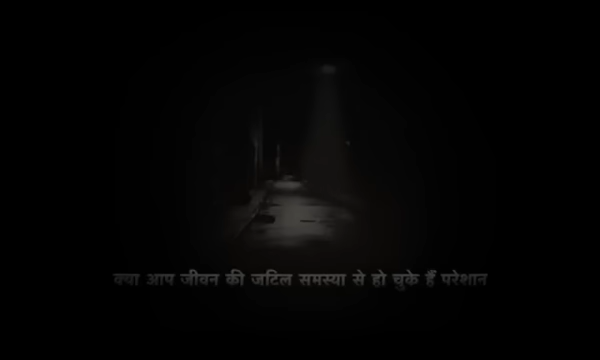 क्या आप जीवन की जटिल समस्या से हो चुके हैं परेशान